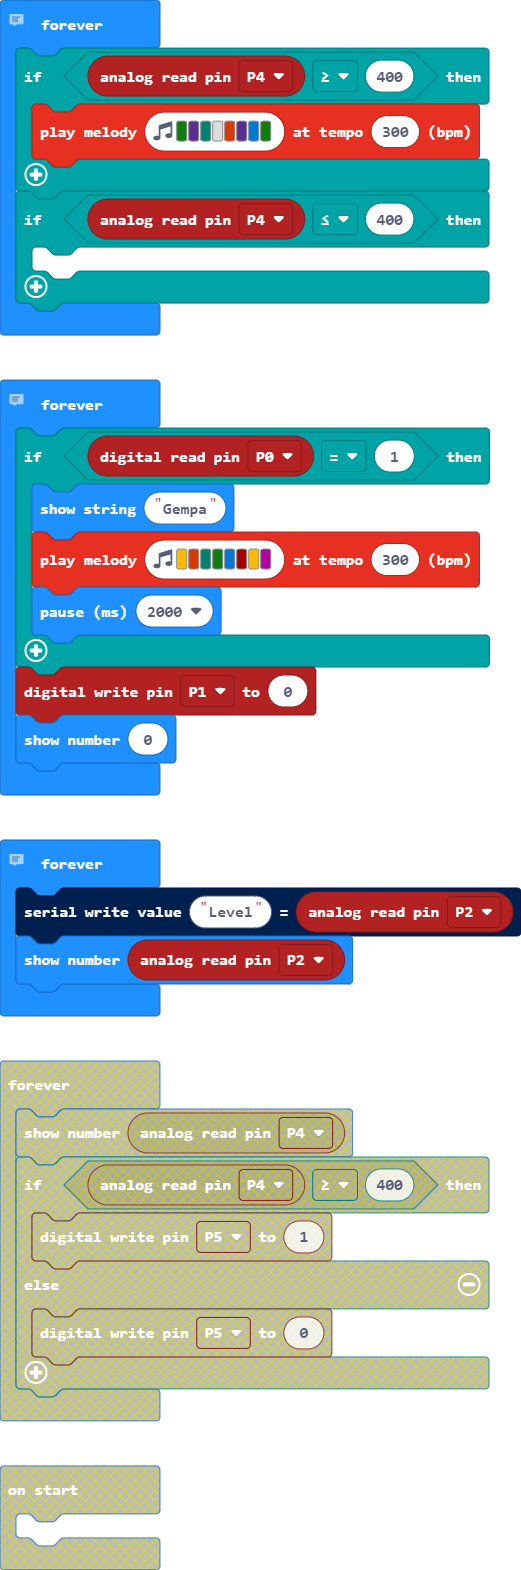 forever
if analog read pin P4 ≥ 400 then
play melody at tempo 300 (bpm)
if analog read pin P4 ≤ 400 then
forever
if digital read pin P0 = 1 then
show string "Gempa"
play melody at tempo 300 (bpm)
pause (ms) 2000
digital write pin P1 to 0
show number 0
forever
serial write value "Level" = analog read pin P2
show number analog read pin P2
forever
show number analog read pin P4
if analog read pin P4 ≥ 400 then
digital write pin P5 to 1
else
digital write pin P5 to 0
on start